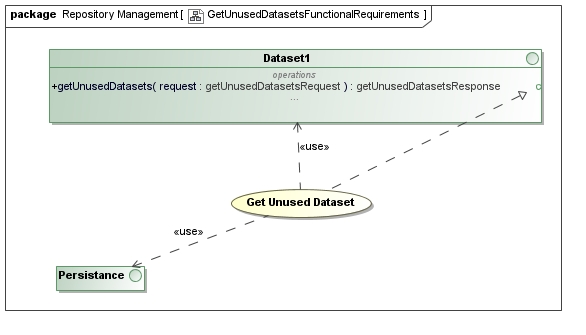 package Repository Management[ GetUnusedDatasetsFunctionalRequirements ]
Dataset1
operations
+getUnusedDatasets( request : getUnusedDatasetsRequest ) : getUnusedDatasetsResponse
...
«use»
Get Unused Dataset
«use»
Persistance